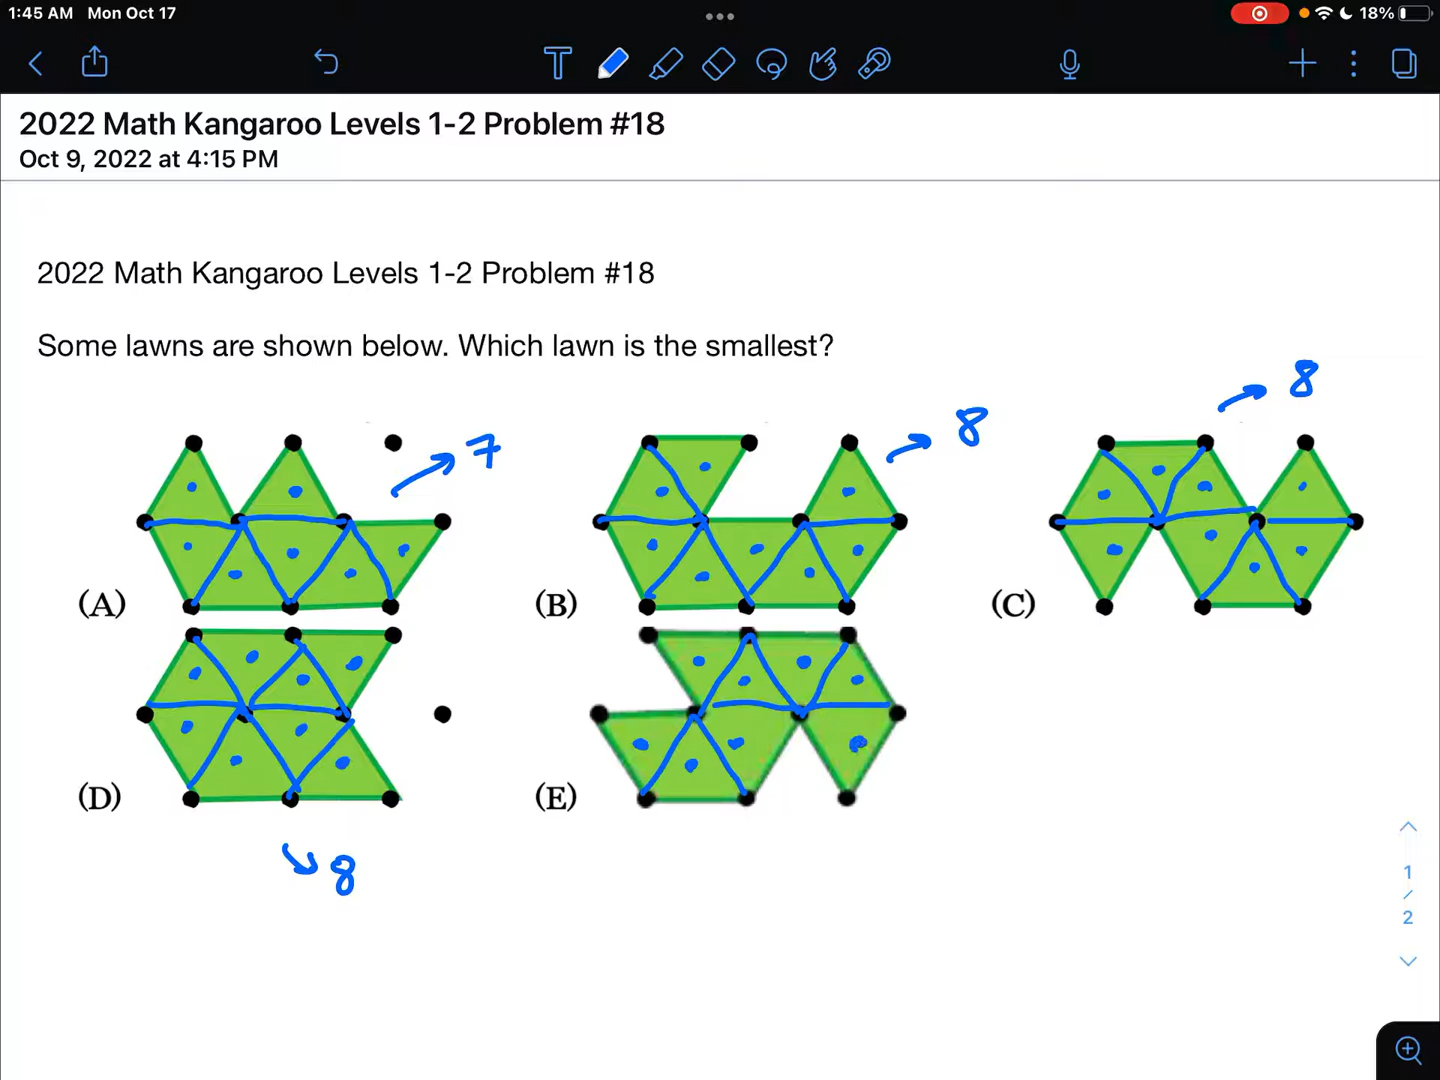 1:45 AM Mon Oct 17
18%
2022 Math Kangaroo Levels 1-2 Problem #18
Oct 9, 2022 at 4:15 PM
2022 Math Kangaroo Levels 1-2 Problem #18
Some lawns are shown below. Which lawn is the smallest?
7
8
8
(A)
(B)
(C)
(D)
(E)
8
1
/
2